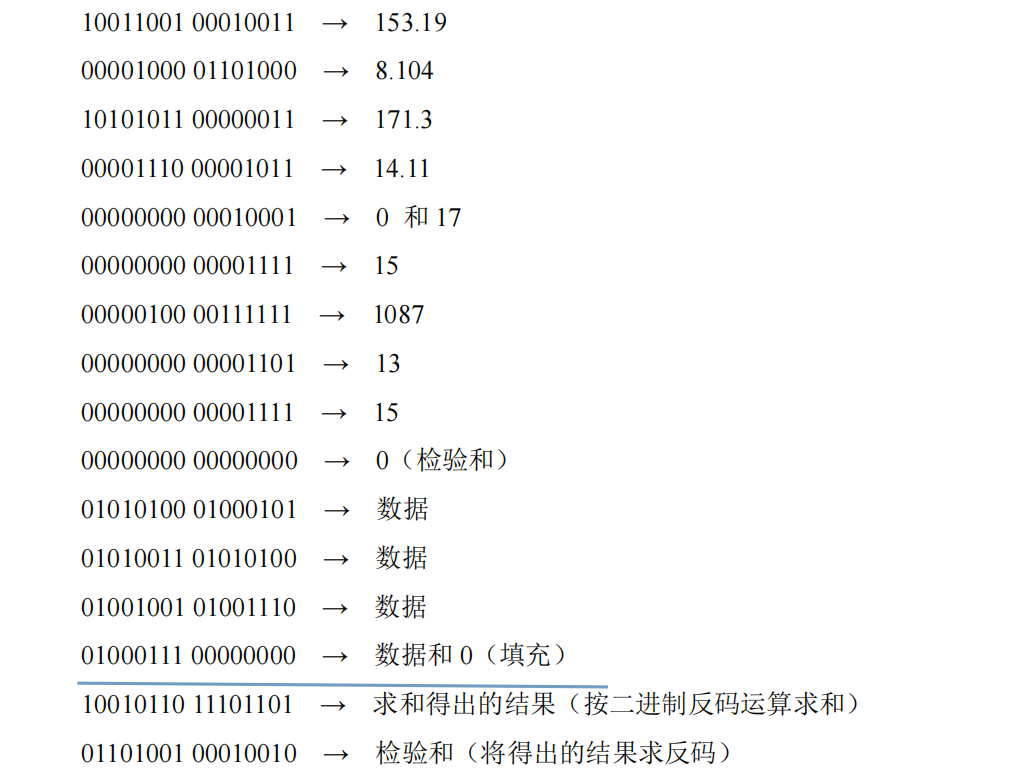 10011001 00010011 → 153.19
00001000 01101000 → 8.104
10101011 00000011 → 171.3
00001110 00001011 → 14.11
00000000 00010001 → 0 和 17
00000000 00001111 → 15
00000100 00111111 → 1087
00000000 00001101 → 13
00000000 00001111 → 15
00000000 00000000 → 0（检验和）
01010100 01000101 → 数据
01010011 01010100 → 数据
01001001 01001110 → 数据
01000111 00000000 → 数据和 0（填充）
10010110 11101101 → 求和得出的结果（按二进制反码运算求和）
01101001 00010010 → 检验和（将得出的结果求反码）